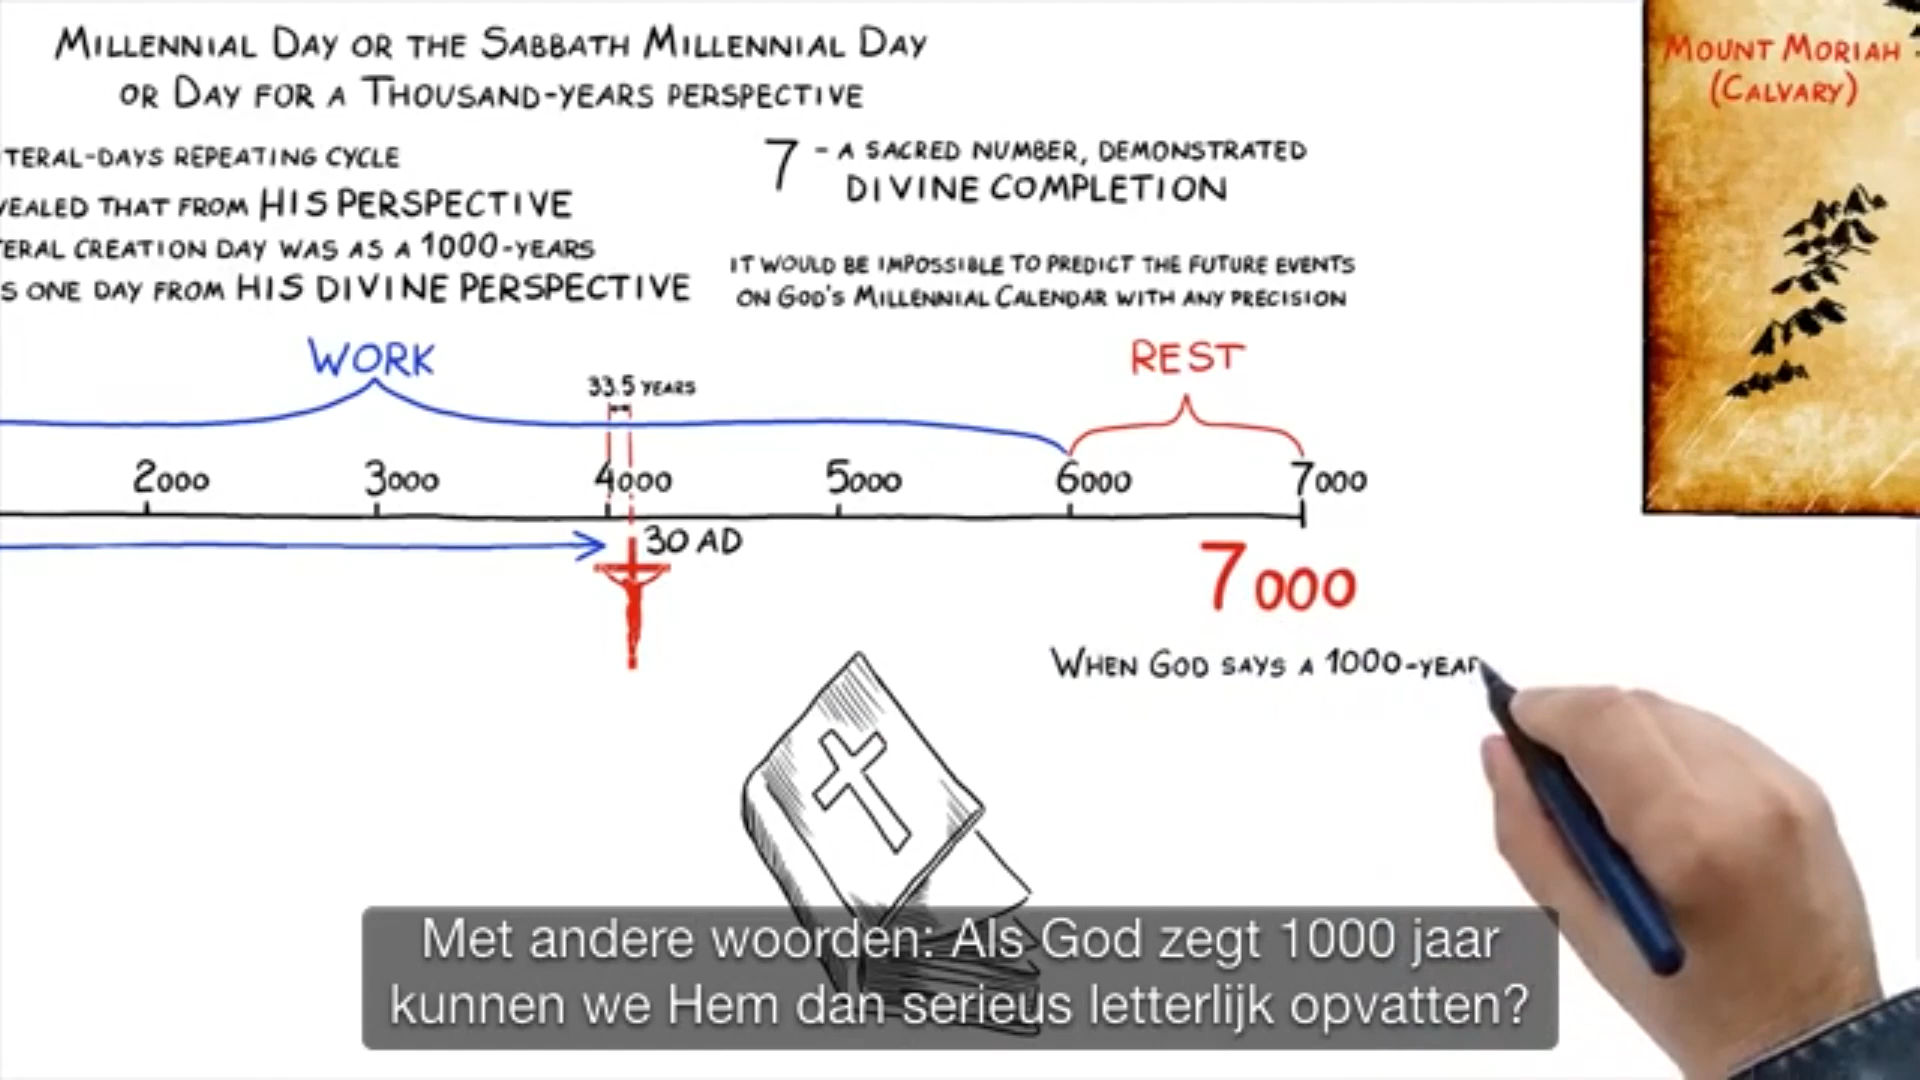 MILLENNIAL DAY OR THE SABBATH MILLENNIAL DAY
OR DAY FOR A THOUSAND-YEARS PERSPECTIVE
MOUNT MORIAH
(CALVARY)
TERAL-DAYS REPEATING CYCLE
VEALED THAT FROM HIS PERSPECTIVE
TERAL CREATION DAY WAS AS A 1000-YEARS
S ONE DAY FROM HIS DIVINE PERSPECTIVE
7 - A SACRED NUMBER, DEMONSTRATED
DIVINE COMPLETION
IT WOULD BE IMPOSSIBLE TO PREDICT THE FUTURE EVENTS
ON GOD'S MILLENNIAL CALENDAR WITH ANY PRECISION
WORK
REST
33.5 YEARS
2000 3000 4000 5000 6000 7000
30 AD
7000
WHEN GOD SAYS A 1000-YEAR
Met andere woorden: Als God zegt 1000 jaar
kunnen we Hem dan serieus letterlijk opvatten?